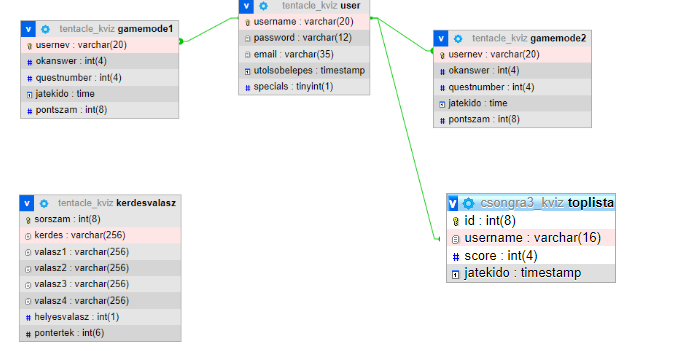 v tentacle_kviz gamemode1
usernev : varchar(20)
# okanswer : int(4)
# questnumber : int(4)
jatekido : time
# pontszam : int(8)
v tentacle_kviz user
username : varchar(20)
password : varchar(12)
email : varchar(35)
utolsobelepes : timestamp
# specials : tinyint(1)
v tentacle_kviz gamemode2
usernev : varchar(20)
# okanswer : int(4)
# questnumber : int(4)
jatekido : time
# pontszam : int(8)
v tentacle_kviz kerdesvalasz
sorszam : int(8)
kerdes : varchar(256)
valasz1 : varchar(256)
valasz2 : varchar(256)
valasz3 : varchar(256)
valasz4 : varchar(256)
# helyesvalasz : int(1)
# pontertek : int(6)
v csongra3_kviz toplista
id : int(8)
username : varchar(16)
# score : int(4)
jatekido : timestamp